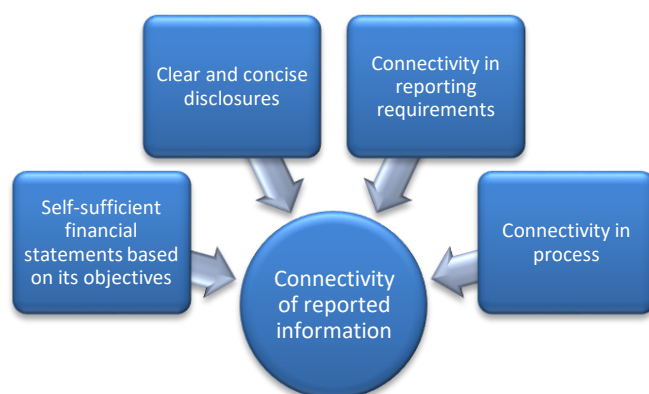 Clear and concise
disclosures
Connectivity in
reporting
requirements
Self-sufficient
financial
statements based
on its objectives
Connectivity in
process
Connectivity
of reported
information